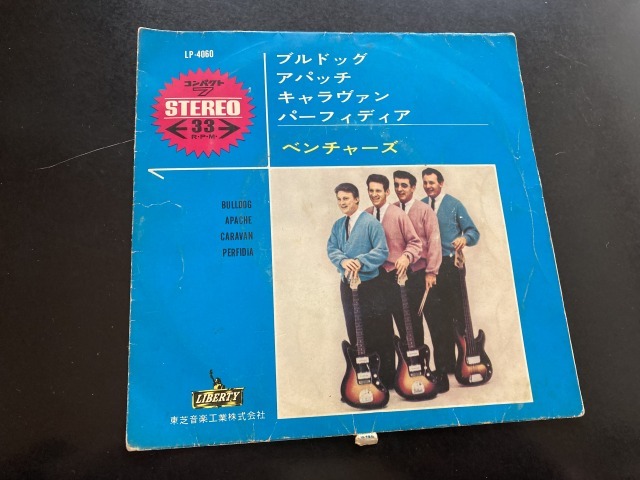 LP-4060
コンパクト
7
STEREO
33
R・P・M・
ブルドッグ
アパッチ
キャラヴァン
パーフィディア
ベンチャーズ
BULLDOG
APACHE
CARAVAN
PERFIDIA
LIBERTY
東芝音楽工業株式会社